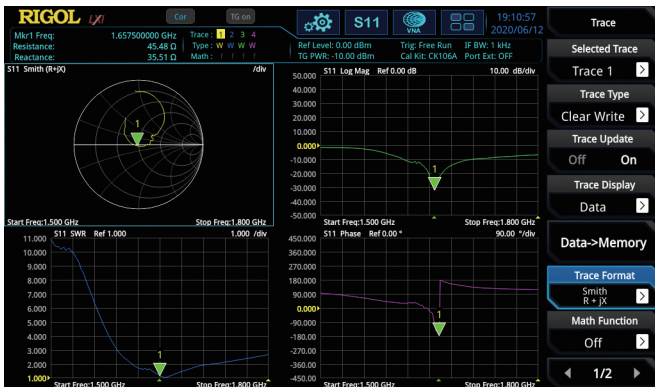 RIGOL LXI Cor TG on S11 VNA 19:10:57 2020/06/12
Mkr1 Freq: 1.657500000 GHz Trace: 1 2 3 4
Resistance: 45.48 Ω Type: W W W W
Reactance: 35.51 Ω Math: f f f f
Ref Level: 0.00 dBm Trig: Free Run IF BW: 1 kHz
TG PWR: -10.00 dBm Cal Kit: CK106A Port Ext: OFF
S11 Smith (R+jX) /div
1
Start Freq:1.500 GHz Stop Freq:1.800 GHz
S11 Log Mag Ref 0.00 dB 10.00 dB/div
50.000
40.000
30.000
20.000
10.000
0.000
-10.000
-20.000
-30.000
-40.000
-50.000
1
Start Freq:1.500 GHz Stop Freq:1.800 GHz
S11 SWR Ref 1.000 1.000 /div
11.000
10.000
9.000
8.000
7.000
6.000
5.000
4.000
3.000
2.000
1.000
1
Start Freq:1.500 GHz Stop Freq:1.800 GHz
S11 Phase Ref 0.00 ° 90.00 °/div
450.000
360.000
270.000
180.000
90.000
0.000
-90.000
-180.00
-270.00
-360.00
-450.00
1
Start Freq:1.500 GHz Stop Freq:1.800 GHz
Trace
Selected Trace
Trace 1
Trace Type
Clear Write
Trace Update
Off On
Trace Display
Data
Data->Memory
Trace Format
Smith
R + jX
Math Function
Off
1/2